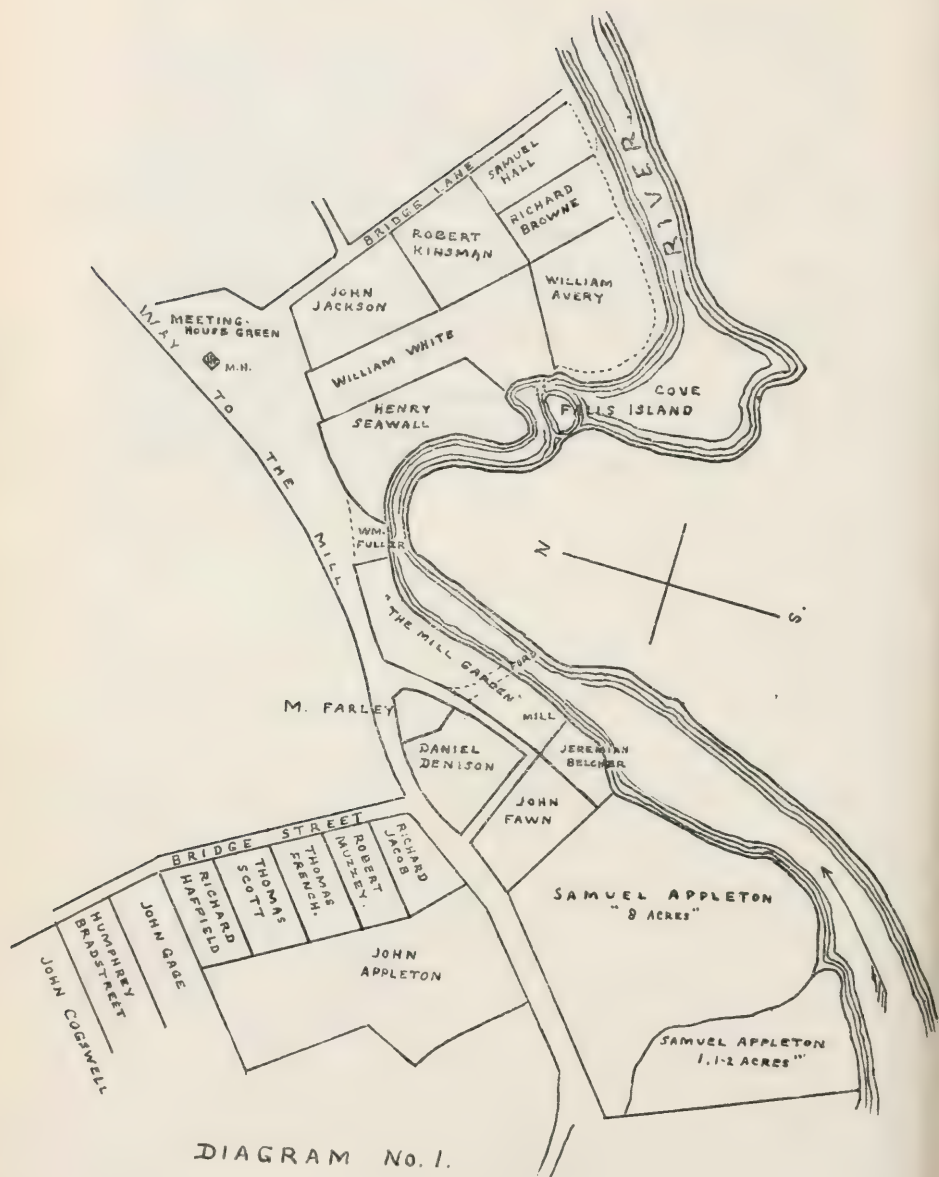 RIVER
BRIDGE LANE
SAMUEL
HALL
RICHARD
BROWNE
ROBERT
KINSMAN
WILLIAM
AVERY
JOHN
JACKSON
WAY TO THE MILL
MEETING-
HOUSE GREEN
M.H.
WILLIAM WHITE
HENRY
SEAWALL
COVE
FALLS ISLAND
WM.
FULLER
N
S.
"THE MILL GARDEN"
FORD
MILL
M. FARLEY
DANIEL
DENISON
JEREMIAH
BELCHER
JOHN
FAWN
BRIDGE STREET
RICHARD
JACOB
ROBERT
MUZZEY.
THOMAS
FRENCH.
THOMAS
SCOTT
RICHARD
HAFFIELD
JOHN GAGE
HUMPHREY
BRADSTREET
JOHN COGSWELL
JOHN
APPLETON
SAMUEL APPLETON
"8 ACRES"
SAMUEL APPLETON
1.1-2 ACRES"
DIAGRAM No. 1.